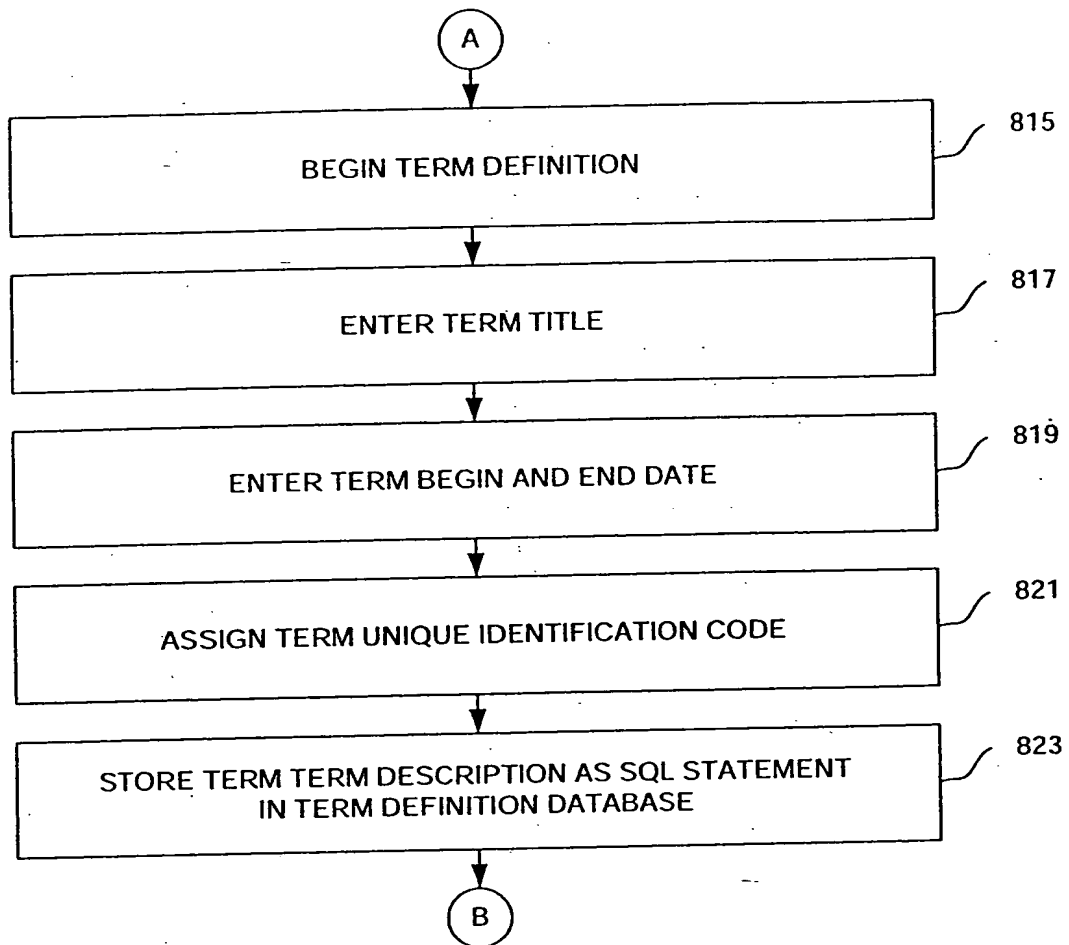 A
BEGIN TERM DEFINITION
815
ENTER TERM TITLE
817
ENTER TERM BEGIN AND END DATE
819
ASSIGN TERM UNIQUE IDENTIFICATION CODE
821
STORE TERM TERM DESCRIPTION AS SQL STATEMENT
IN TERM DEFINITION DATABASE
823
B